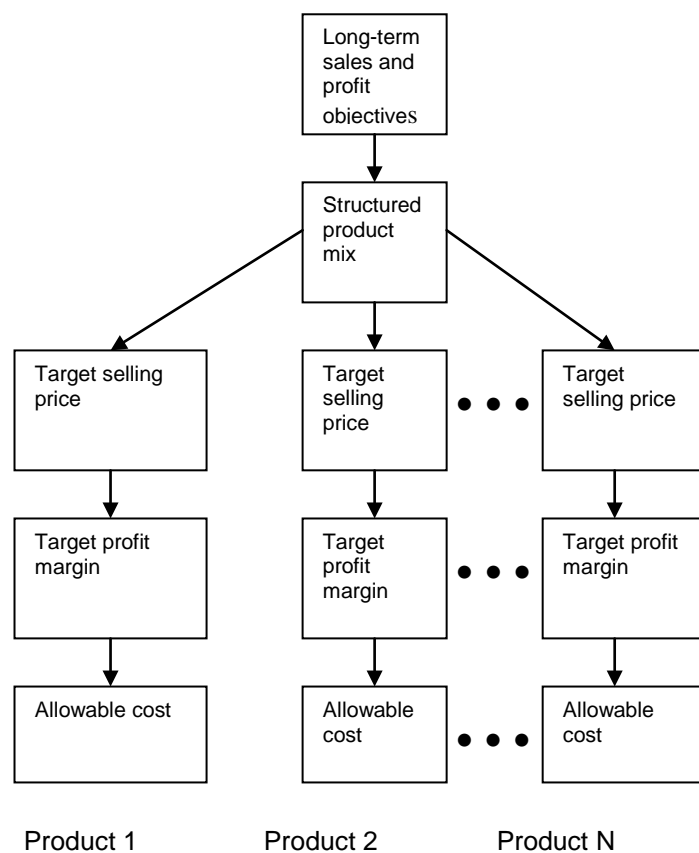 Long-term
sales and
profit
objectives
Structured
product
mix
Target selling
price
Target
selling
price
Target
selling price
Target profit
margin
Target
profit
margin
Target profit
margin
Allowable cost
Allowable
cost
Allowable
cost
Product 1
Product 2
Product N